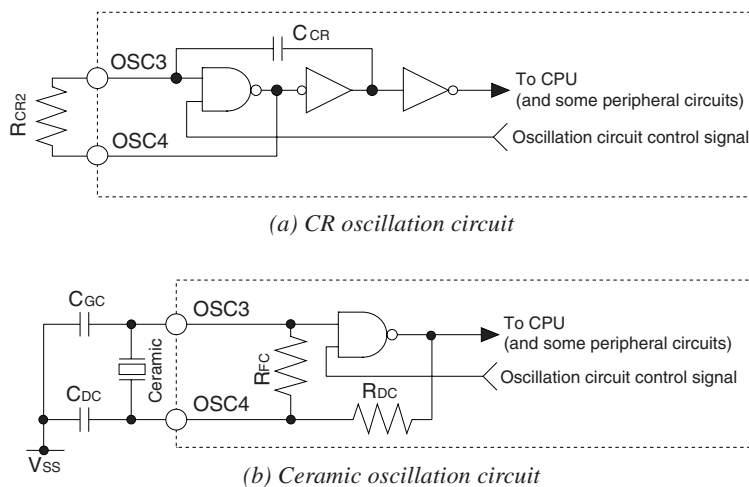 C CR
OSC3
To CPU
(and some peripheral circuits)
RCR2
OSC4
Oscillation circuit control signal
(a) CR oscillation circuit
CGC
OSC3
To CPU
(and some peripheral circuits)
Ceramic
RFC
Oscillation circuit control signal
CDC
OSC4
RDC
VSS
(b) Ceramic oscillation circuit